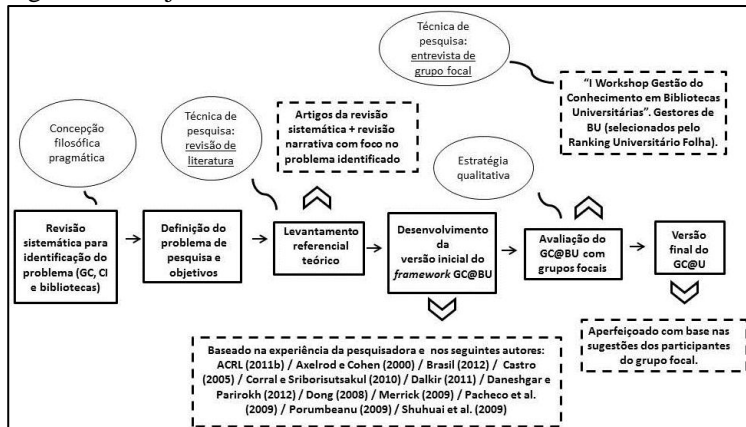 Técnica de
pesquisa:
entrevista de
grupo focal
"I Workshop Gestão do
Conhecimento em Bibliotecas
Universitárias". Gestores de
BU (selecionados pelo
Ranking Universitário Folha).
Concepção
filosófica
pragmática
Técnica de
pesquisa:
revisão de
literatura
Artigos da revisão
sistemática + revisão
narrativa com foco no
problema identificado
Estratégia
qualitativa
Revisão
sistemática para
identificação do
problema (GC, CI
e bibliotecas)
Definição do
problema de
pesquisa e
objetivos
Levantamento
referencial
teórico
Desenvolvimento
da
versão inicial do
framework GC@BU
Avaliação do
GC@BU com
grupos focais
Versão
final do
GC@U
Baseado na experiência da pesquisadora e nos seguintes autores:
ACRL (2011b) / Axelrod e Cohen (2000) / Brasil (2012) / Castro
(2005) / Corral e Sriborisutsakul (2010) / Dalkir (2011) / Daneshgar e
Parirokh (2012) / Dong (2008) / Merrick (2009) / Pacheco et al.
(2009) / Porumbeanu (2009) / Shuhuai et al. (2009)
Aperfeiçoado com base nas
sugestões dos participantes
do grupo focal.